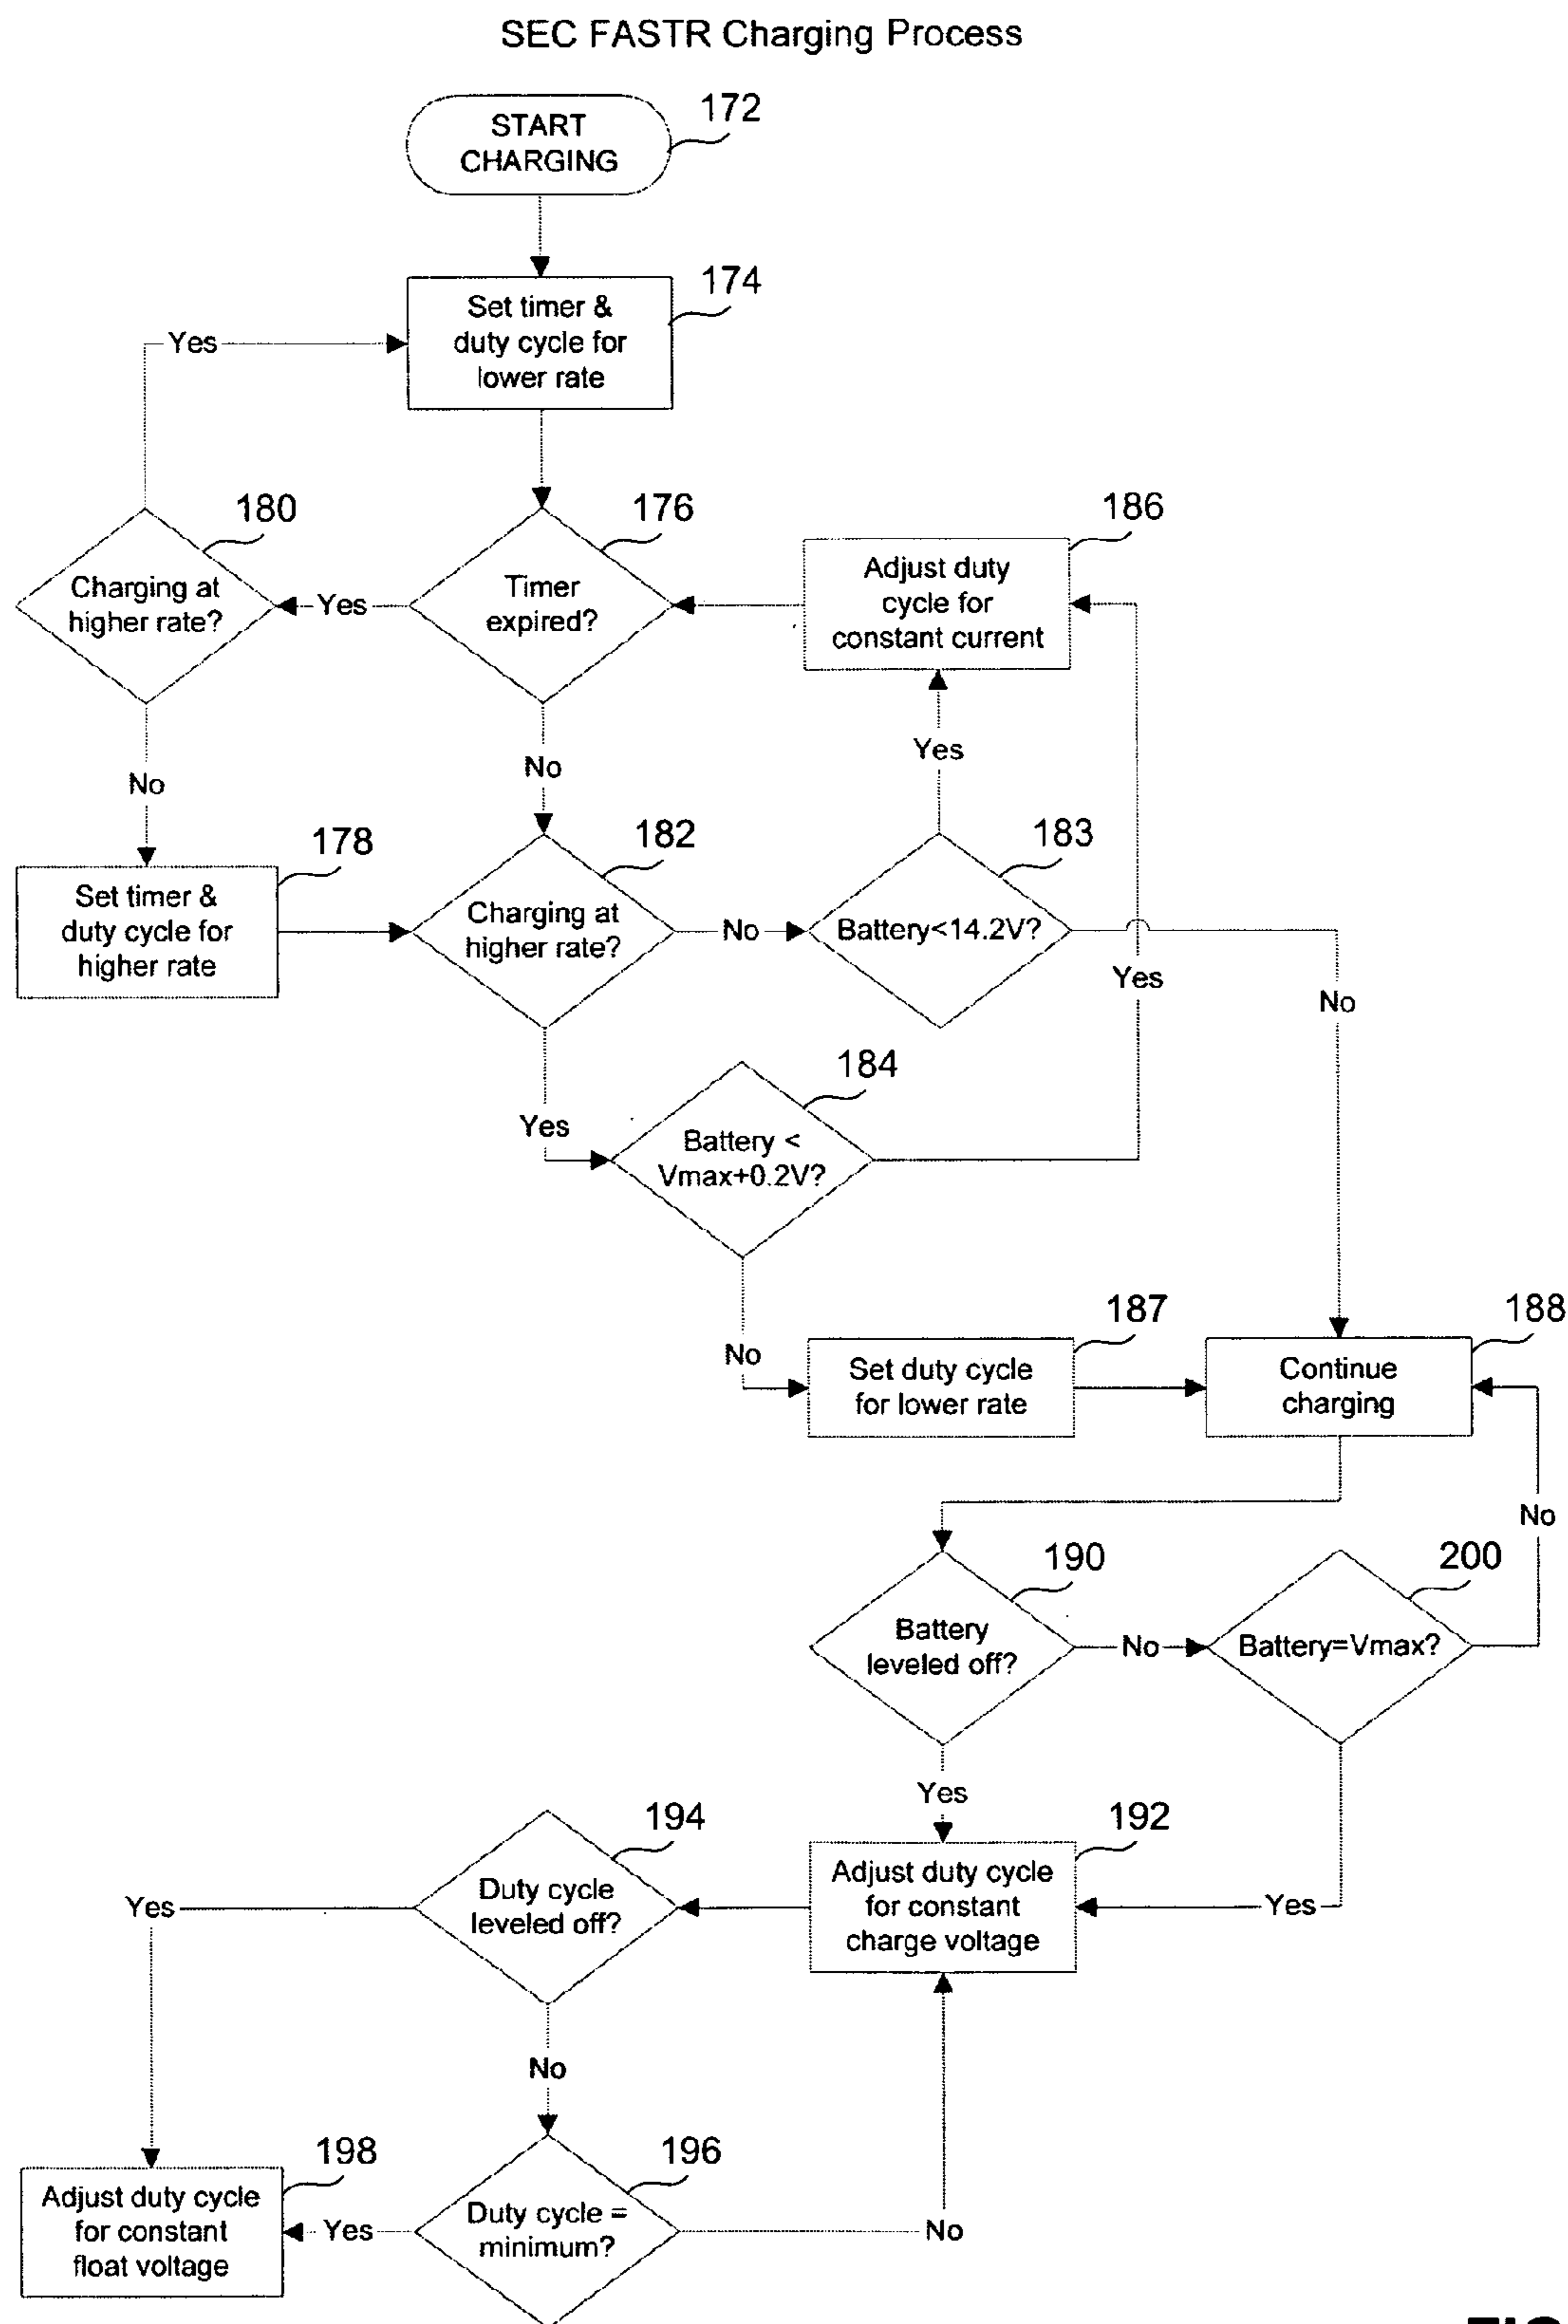 SEC FASTR Charging Process
START
CHARGING
172
Set timer &
duty cycle for
lower rate
174
Yes
180
Charging at
higher rate?
Yes
176
Timer
expired?
186
Adjust duty
cycle for
constant current
No
No
Yes
178
Set timer &
duty cycle for
higher rate
182
Charging at
higher rate?
No
183
Battery<14.2V?
Yes
No
Yes
184
Battery <
Vmax+0.2V?
No
187
Set duty cycle
for lower rate
188
Continue
charging
No
190
Battery
leveled off?
No
200
Battery=Vmax?
Yes
194
Duty cycle
leveled off?
192
Adjust duty cycle
for constant
charge voltage
Yes
Yes
No
198
Adjust duty cycle
for constant
float voltage
Yes
196
Duty cycle =
minimum?
No